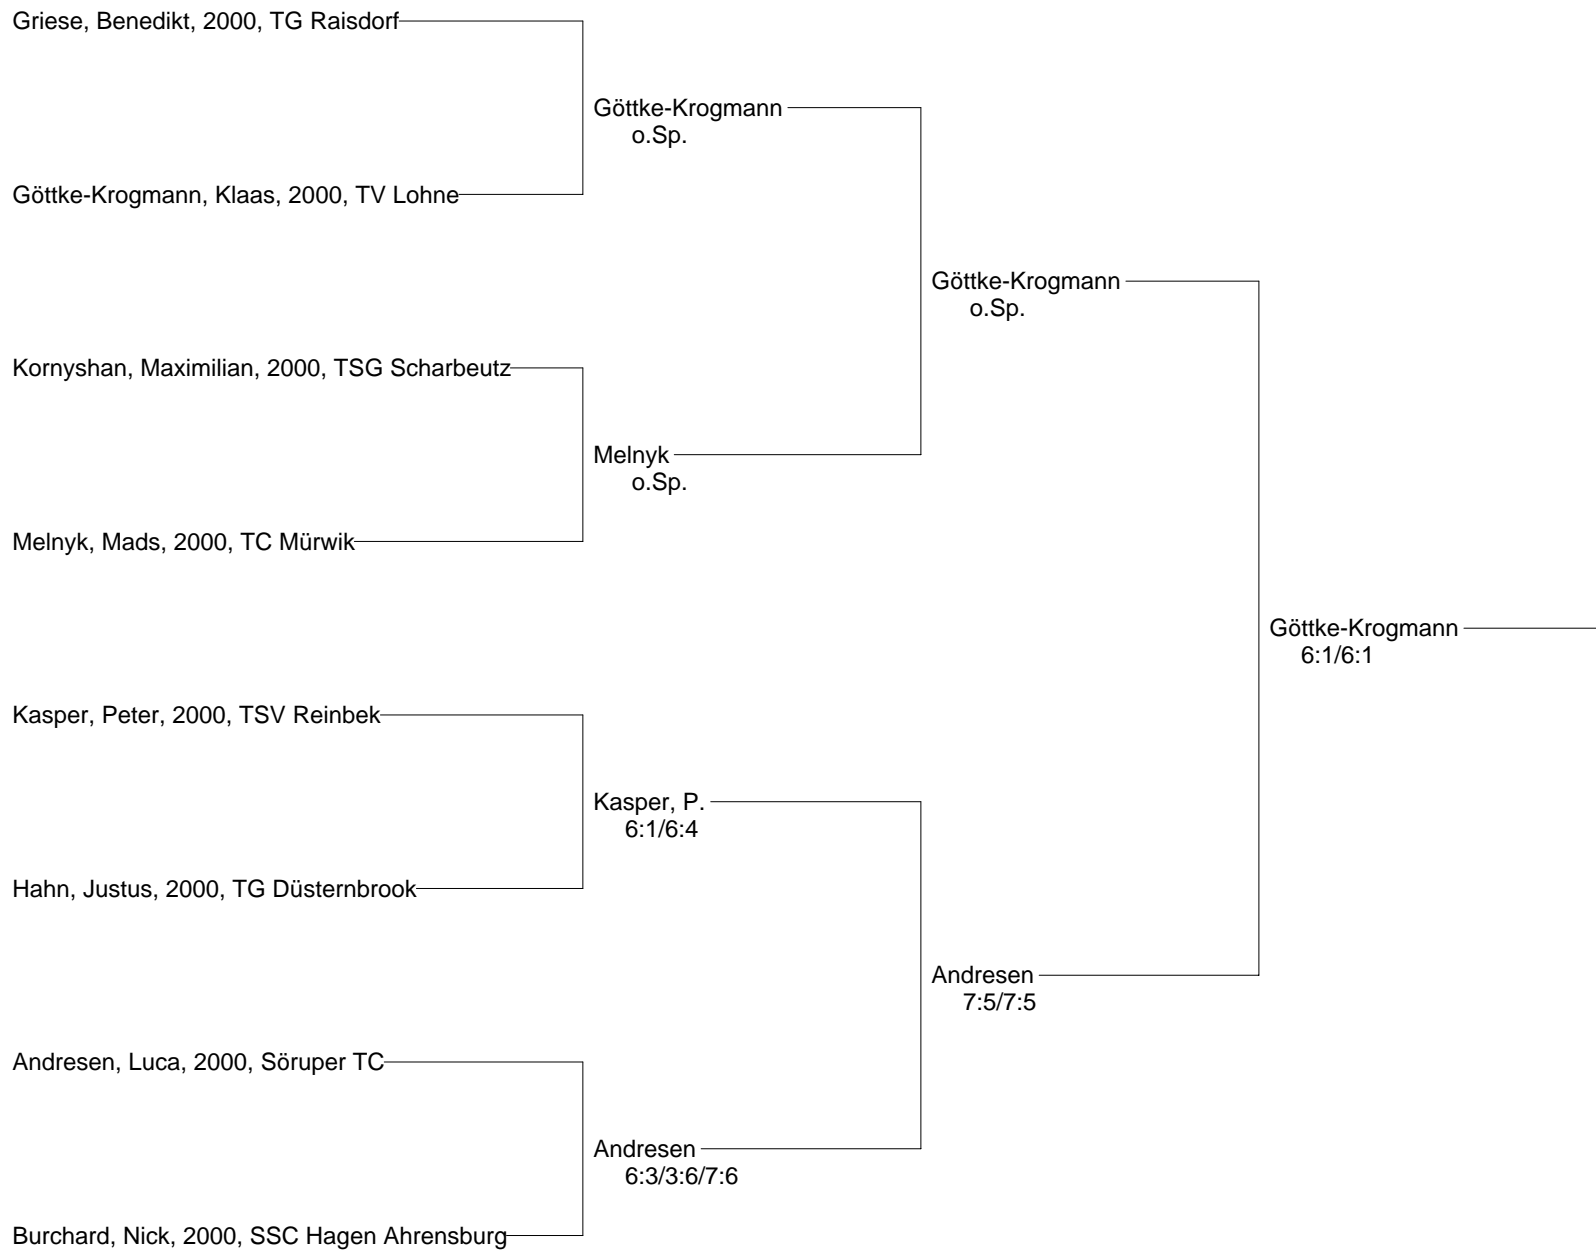 Griese, Benedikt, 2000, TG Raisdorf
Göttke-Krogmann
o.Sp.
Göttke-Krogmann, Klaas, 2000, TV Lohne
Göttke-Krogmann
o.Sp.
Kornyshan, Maximilian, 2000, TSG Scharbeutz
Melnyk
o.Sp.
Melnyk, Mads, 2000, TC Mürwik
Göttke-Krogmann
6:1/6:1
Kasper, Peter, 2000, TSV Reinbek
Kasper, P.
6:1/6:4
Hahn, Justus, 2000, TG Düsternbrook
Andresen
7:5/7:5
Andresen, Luca, 2000, Söruper TC
Andresen
6:3/3:6/7:6
Burchard, Nick, 2000, SSC Hagen Ahrensburg